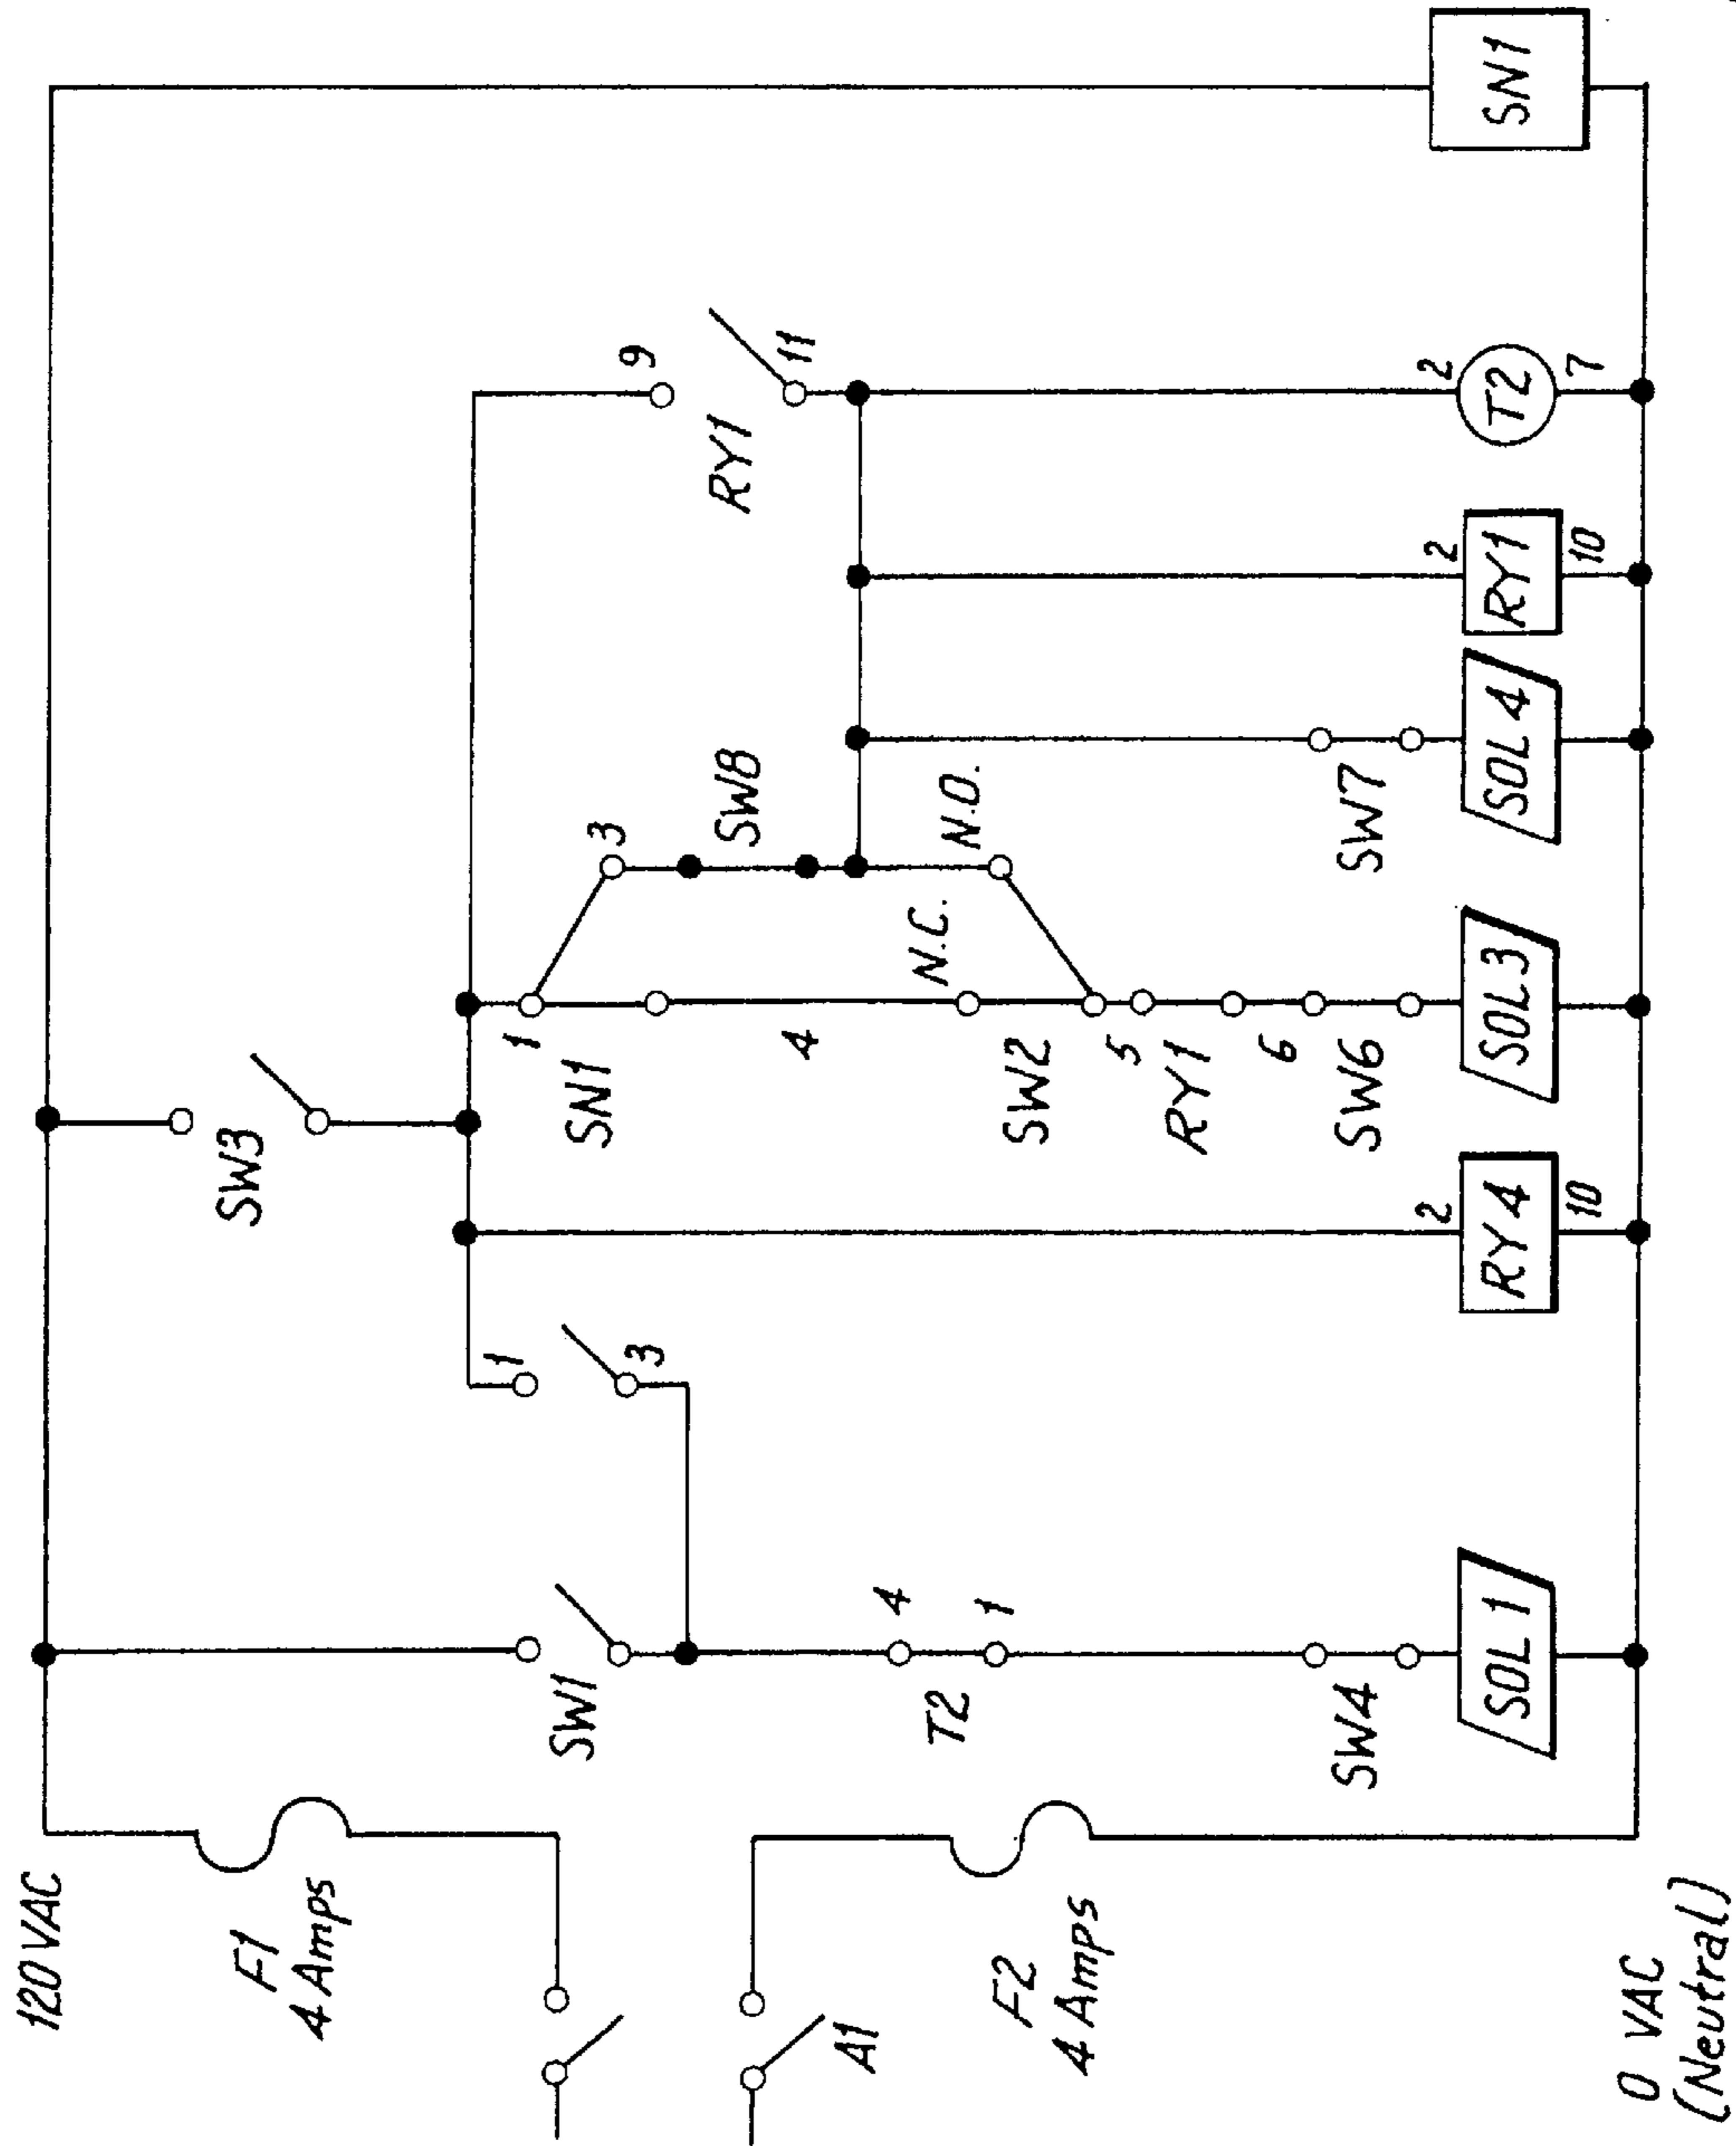 120 VAC
F1
4 Amps
A1
F2
4 Amps
0 VAC
(Neutral)
SW1
4
T2
1
SW4
SOL 1
1
3
2
RY4
10
SW3
1
SN1
4
N.C.
SW2
5
RY1
6
SW6
SOL 3
3
SW8
N.O.
SW7
SOL 4
2
RY1
10
9
RY1
11
2
T2
7
SN1